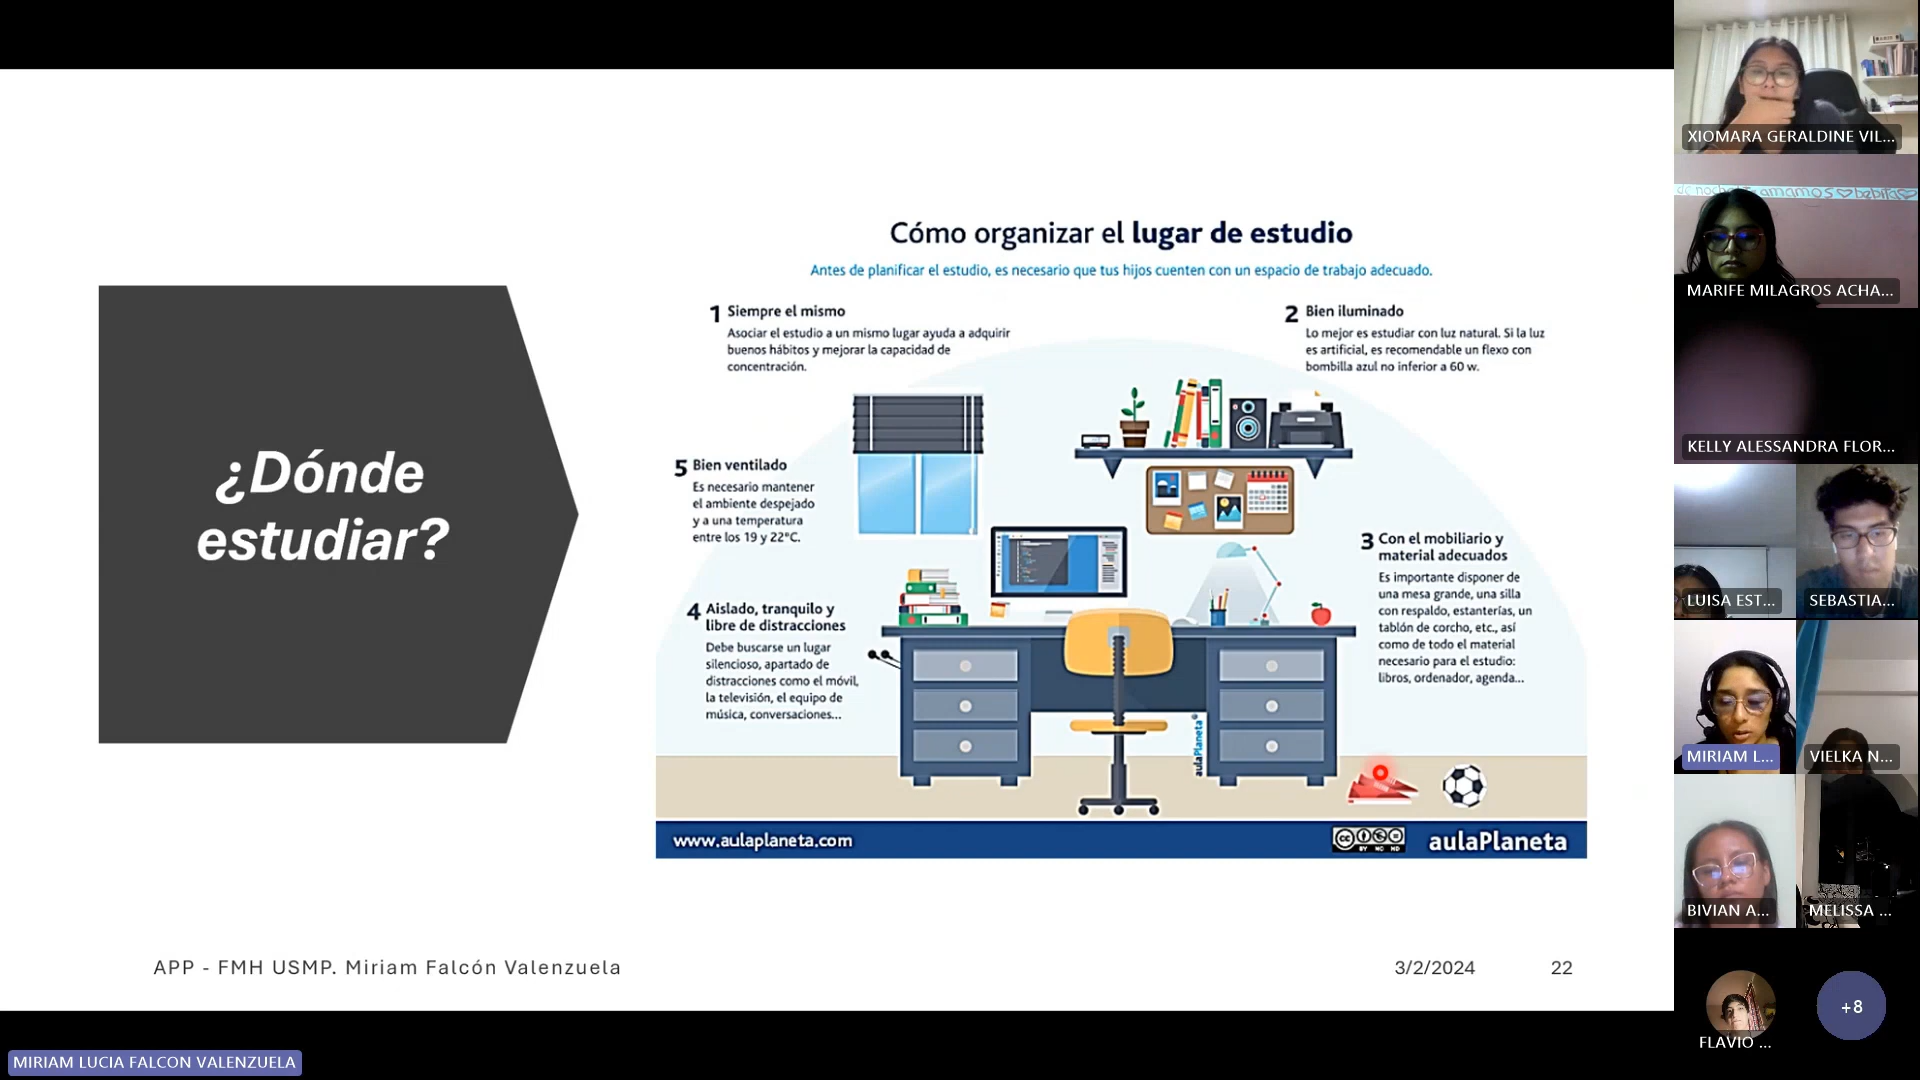 ¿Dónde
estudiar?
Cómo organizar el lugar de estudio
Antes de planificar el estudio, es necesario que tus hijos cuenten con un espacio de trabajo adecuado.
1 Siempre el mismo
Asociar el estudio a un mismo lugar ayuda a adquirir
buenos hábitos y mejorar la capacidad de
concentración.
2 Bien iluminado
Lo mejor es estudiar con luz natural. Si la luz
es artificial, es recomendable un flexo con
bombilla azul no inferior a 60 w.
5 Bien ventilado
Es necesario mantener
el ambiente despejado
y a una temperatura
entre los 19 y 22°C.
3 Con el mobiliario y
material adecuados
Es importante disponer de
una mesa grande, una silla
con respaldo, estanterías, un
tablón de corcho, etc., así
como de todo el material
necesario para el estudio:
libros, ordenador, agenda...
4 Aislado, tranquilo y
libre de distracciones
Debe buscarse un lugar
silencioso, apartado de
distracciones como el móvil,
la televisión, el equipo de
música, conversaciones...
aulaPlaneta
www.aulaplaneta.com
CC BY NC ND
aulaPlaneta
APP - FMH USMP. Miriam Falcón Valenzuela
3/2/2024
22
MIRIAM LUCIA FALCON VALENZUELA
XIOMARA GERALDINE VIL...
de noche amamos bebita
MARIFE MILAGROS ACHA...
KELLY ALESSANDRA FLOR...
LUISA EST...
SEBASTIA...
MIRIAM L...
VIELKA N...
BIVIAN A...
MELISSA ...
FLAVIO ...
+8